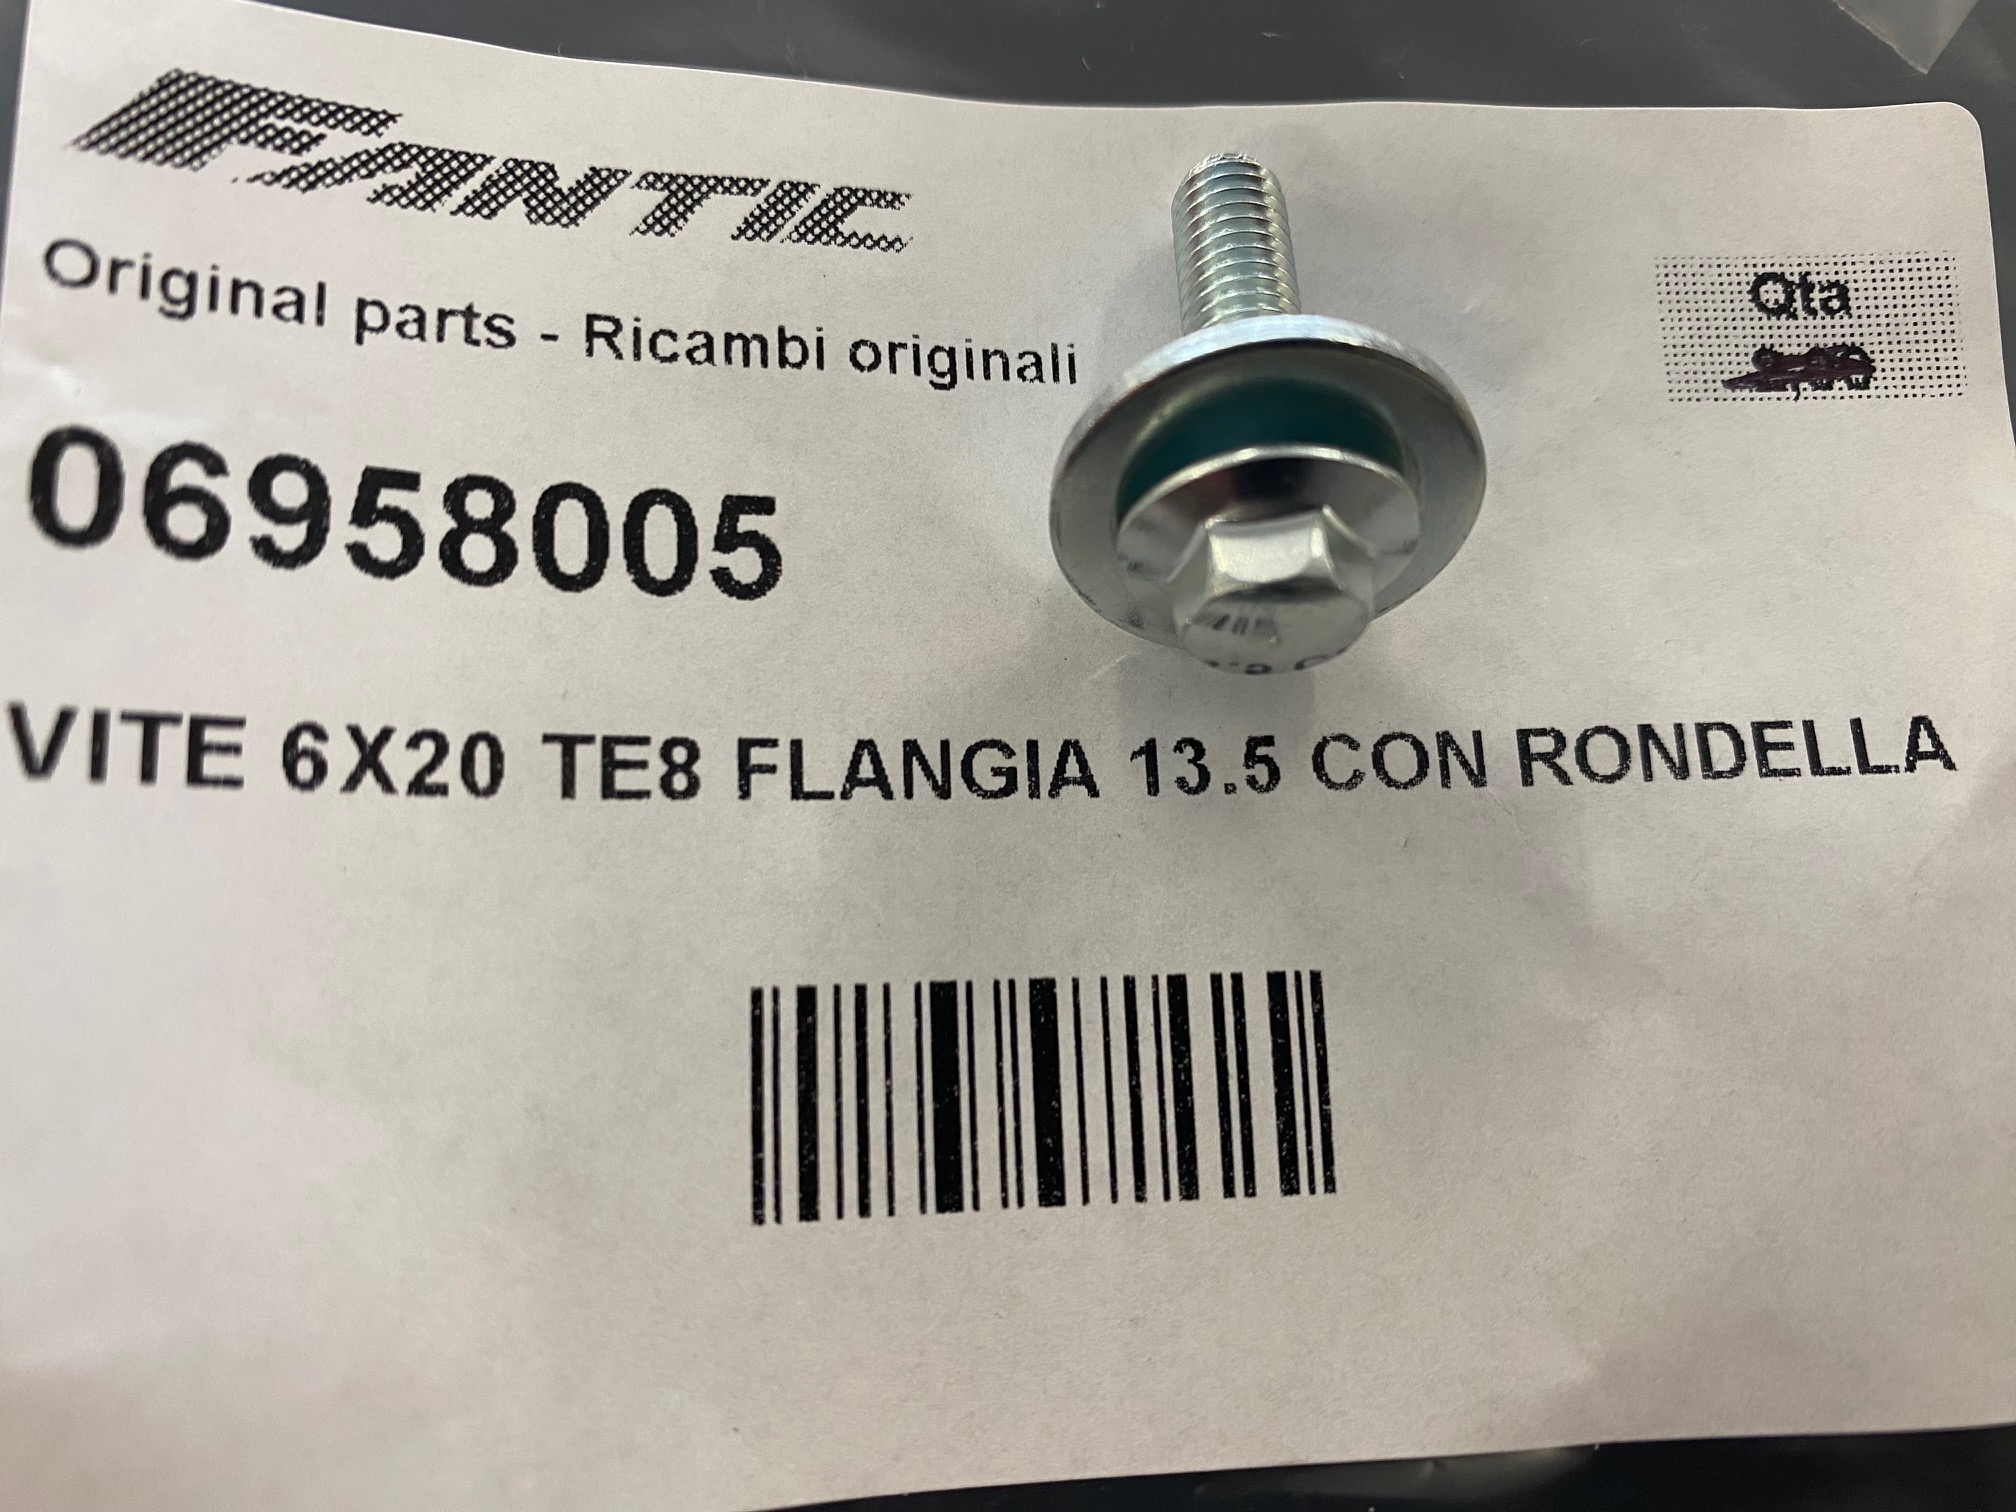 FANTIC
Original parts - Ricambi originali
Qta
06958005
VITE 6X20 TE8 FLANGIA 13.5 CON RONDELLA